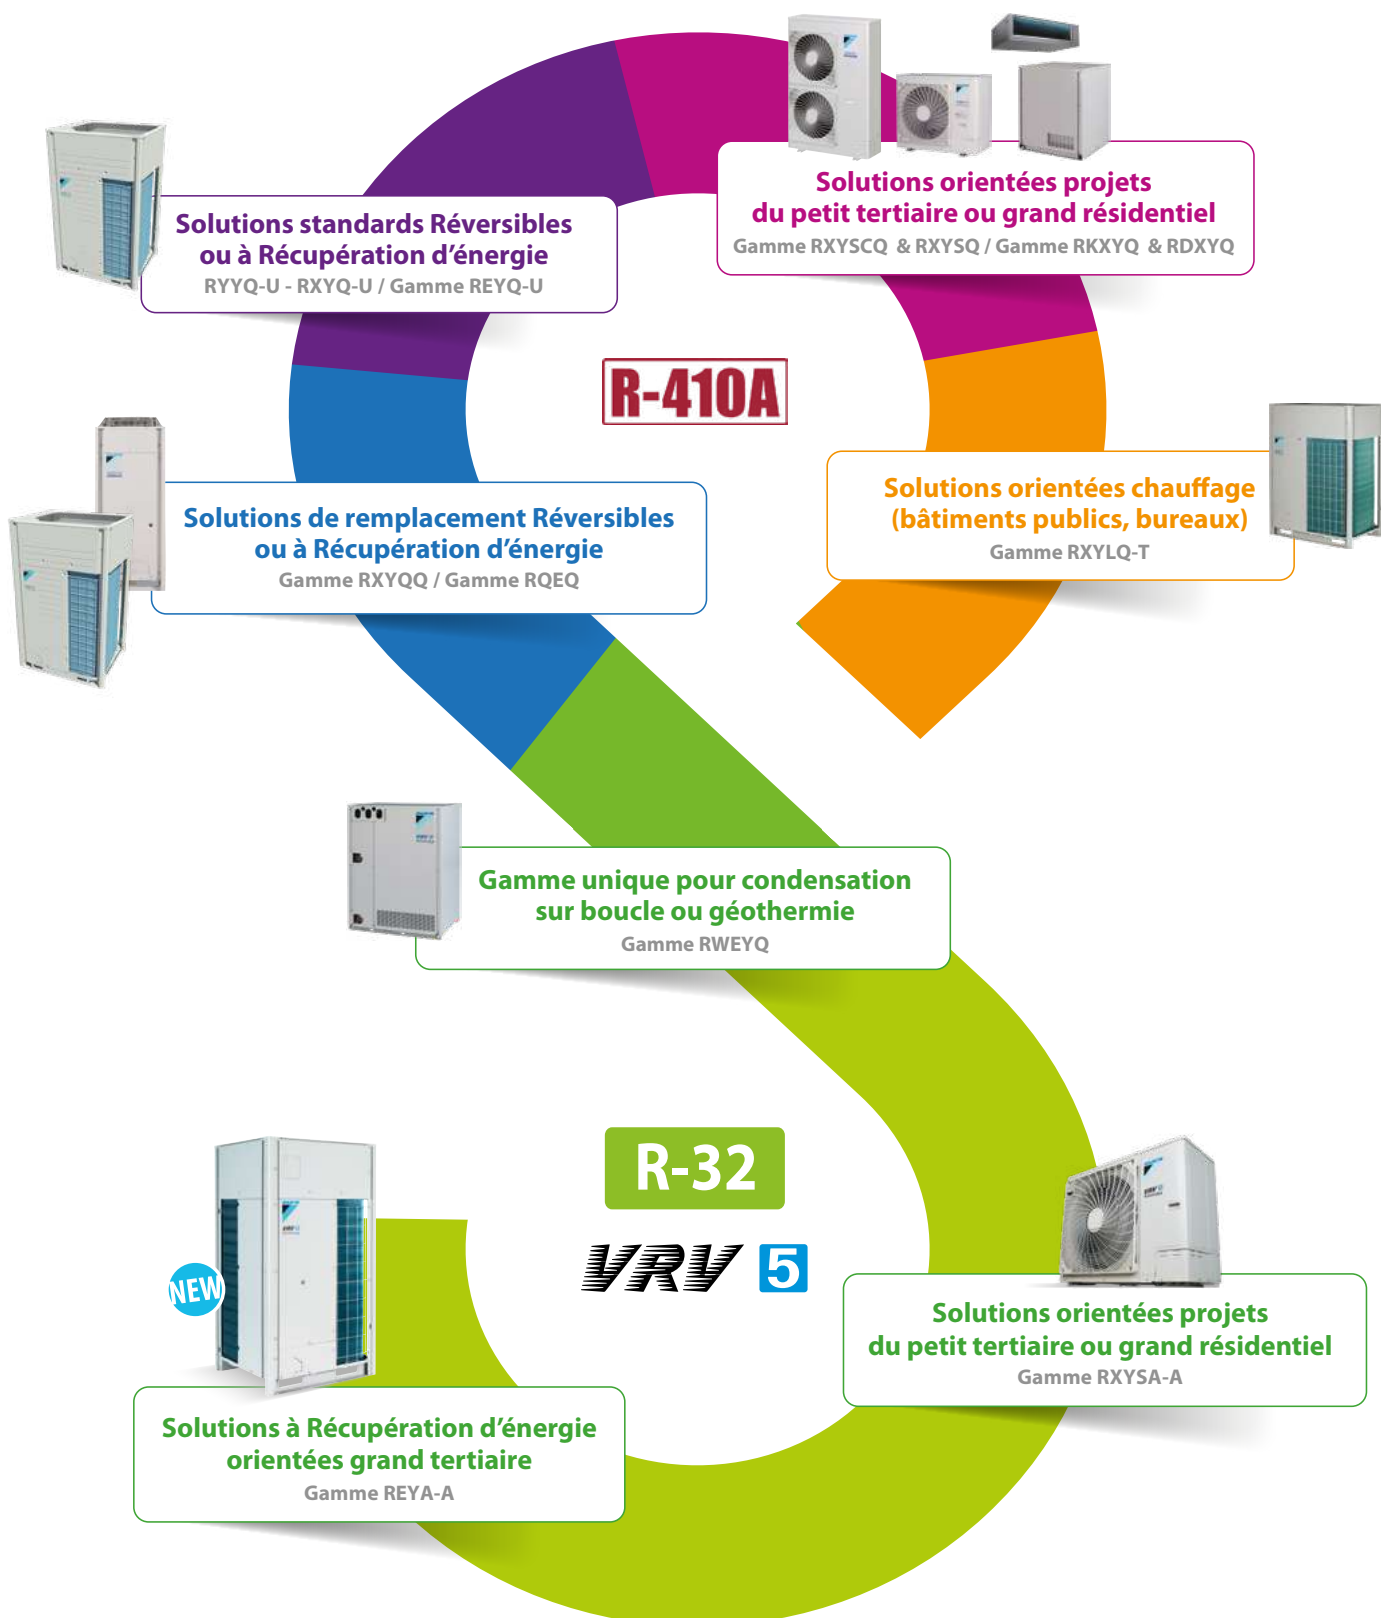 Solutions orientées projets
du petit tertiaire ou grand résidentiel
Gamme RXYSCQ & RXYSQ / Gamme RKXYQ & RDXYQ
Solutions standards Réversibles
ou à Récupération d'énergie
RYYQ-U - RXYQ-U / Gamme REYQ-U
R-410A
Solutions orientées chauffage
(bâtiments publics, bureaux)
Gamme RXYLQ-T
Solutions de remplacement Réversibles
ou à Récupération d'énergie
Gamme RXYQQ / Gamme RQEQ
Gamme unique pour condensation
sur boucle ou géothermie
Gamme RWEYQ
R-32
VRV 5
NEW
Solutions orientées projets
du petit tertiaire ou grand résidentiel
Gamme RXYSA-A
Solutions à Récupération d'énergie
orientées grand tertiaire
Gamme REYA-A